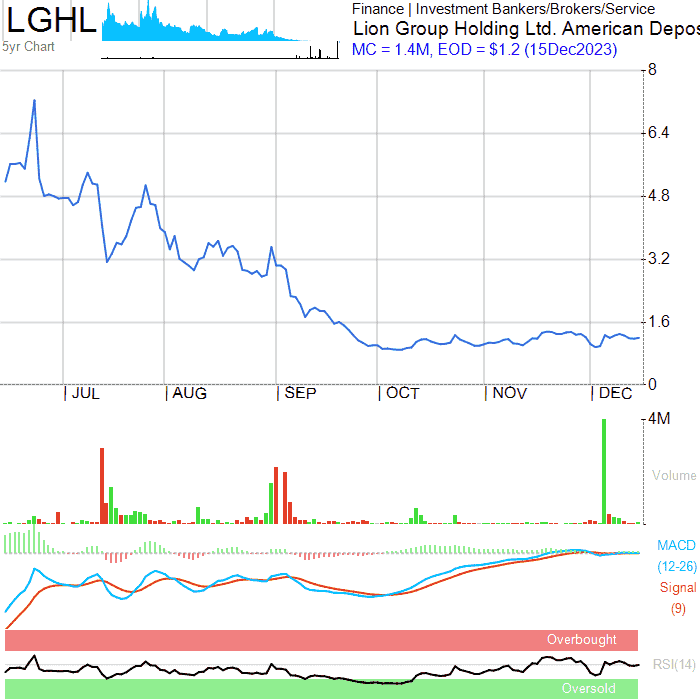 LGHL
5yr Chart
Finance | Investment Bankers/Brokers/Service
Lion Group Holding Ltd. American Depos
MC = 1.4M, EOD = $1.2 (15Dec2023)
8
6.4
4.8
3.2
1.6
0
JUL
AUG
SEP
OCT
NOV
DEC
4M
Volume
MACD
(12-26)
Signal
(9)
Overbought
RSI(14)
Oversold